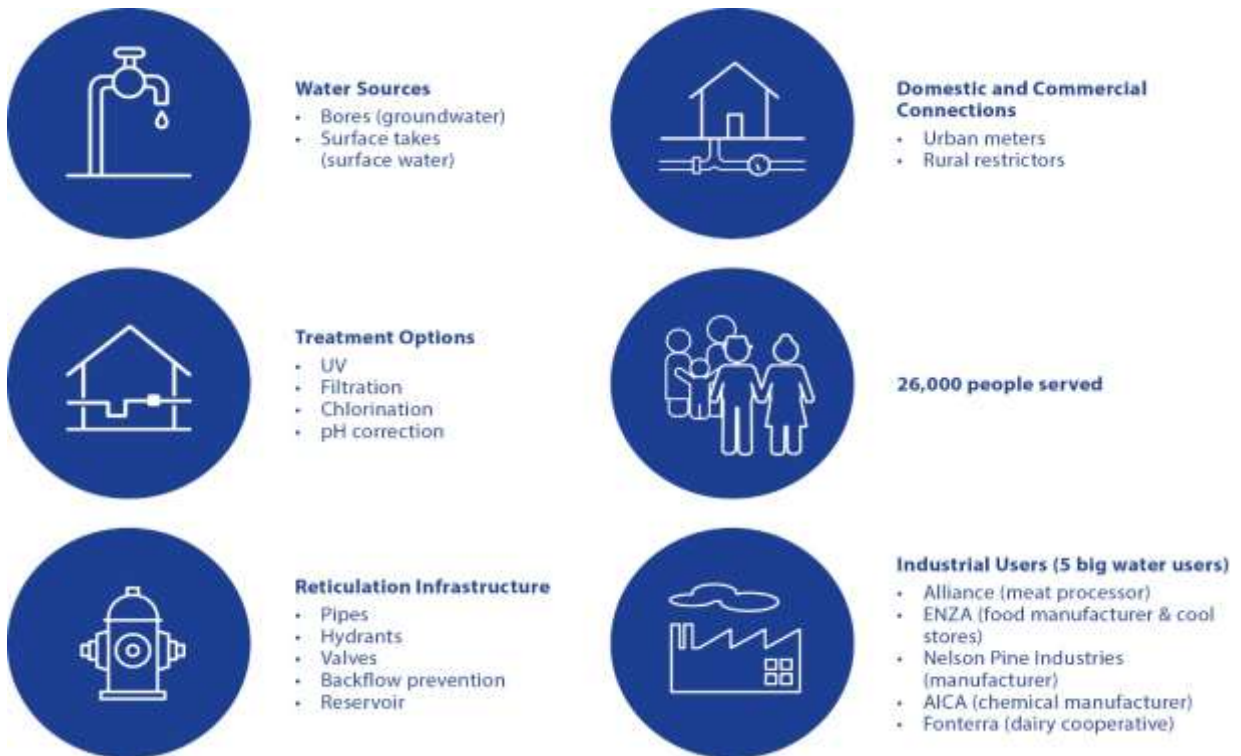 Water Sources
• Bores (groundwater)
• Surface takes
(surface water)
Domestic and Commercial
Connections
• Urban meters
• Rural restrictors
Treatment Options
• UV
• Filtration
• Chlorination
• pH correction
26,000 people served
Reticulation Infrastructure
• Pipes
• Hydrants
• Valves
• Backflow prevention
• Reservoir
Industrial Users (5 big water users)
• Alliance (meat processor)
• ENZA (food manufacturer & cool
stores)
• Nelson Pine Industries
(manufacturer)
• AICA (chemical manufacturer)
• Fonterra (dairy cooperative)